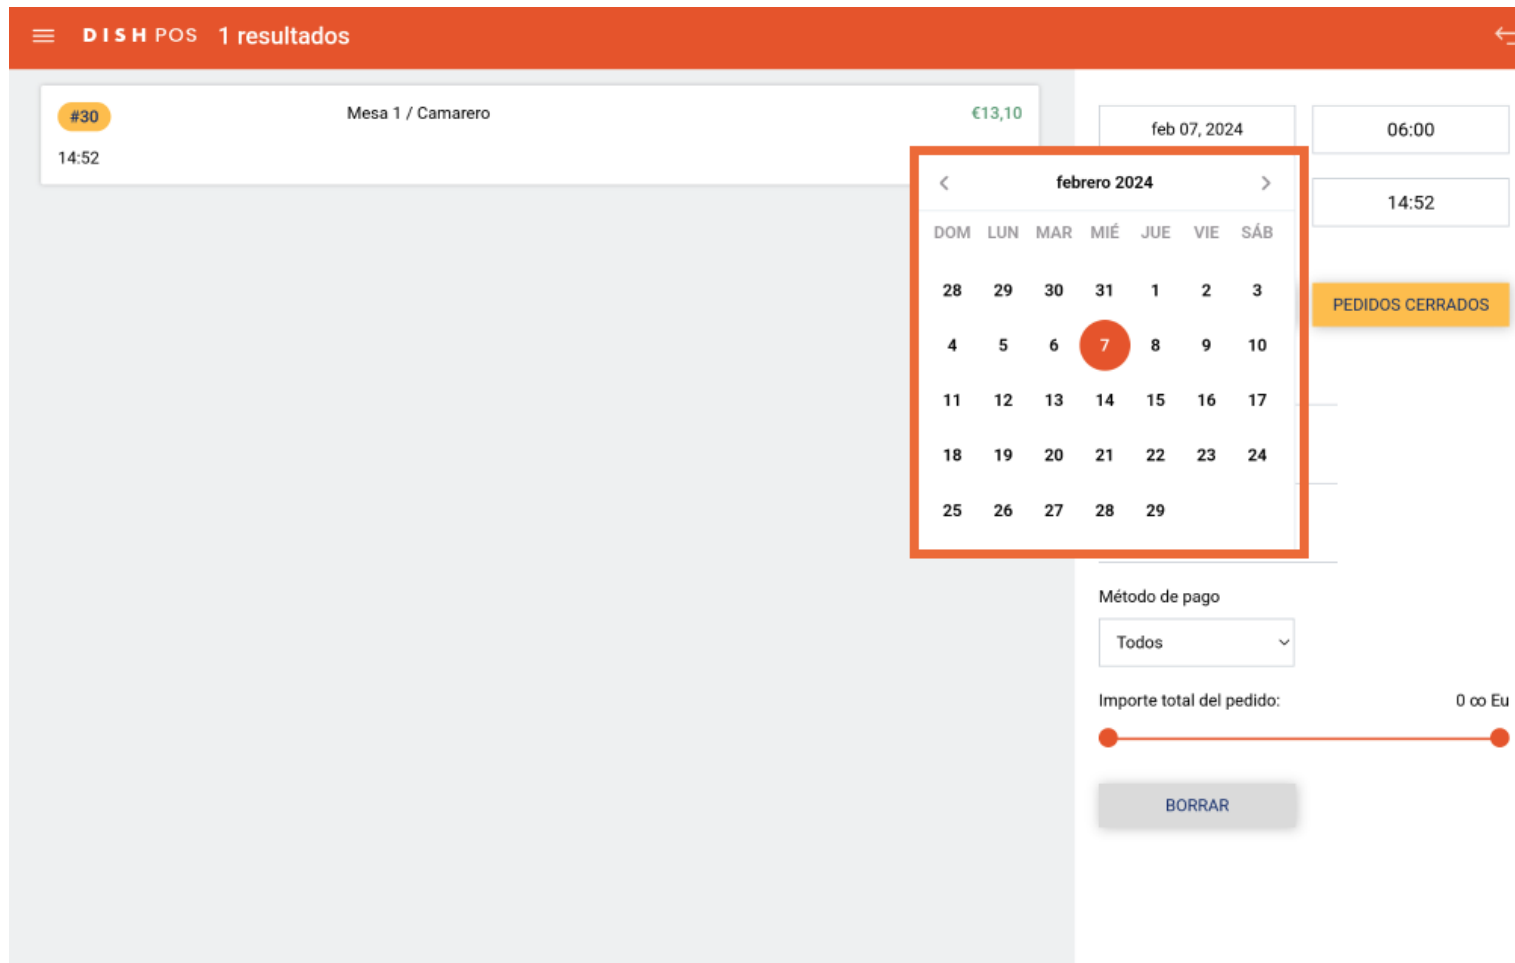 DISH POS 1 resultados
#30 Mesa 1 / Camarero €13,10
14:52
feb 07, 2024 06:00
14:52
febrero 2024
DOM LUN MAR MIÉ JUE VIE SÁB
28 29 30 31 1 2 3
4 5 6 7 8 9 10
11 12 13 14 15 16 17
18 19 20 21 22 23 24
25 26 27 28 29
PEDIDOS CERRADOS
Método de pago
Todos
Importe total del pedido: 0 ∞ Eu
BORRAR